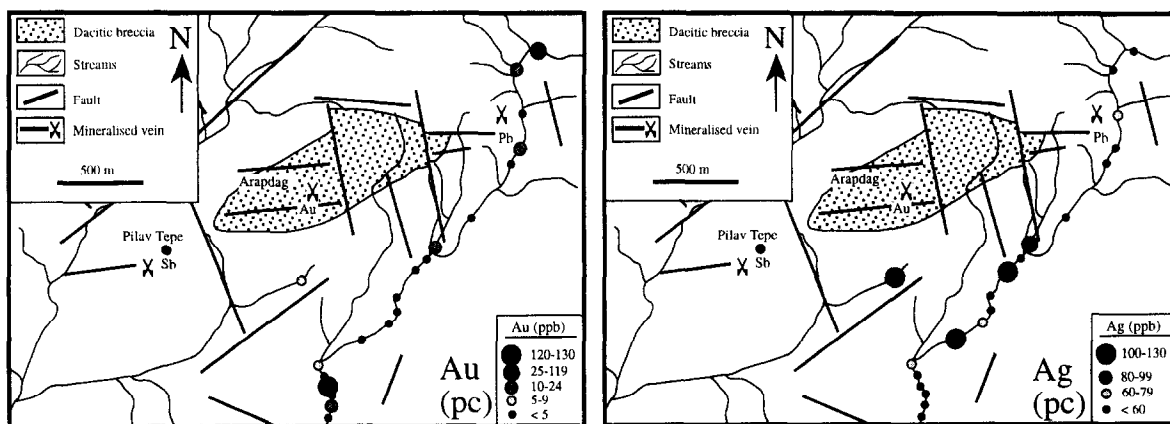 Dacitic breccia
Streams
Fault
Mineralised vein
500 m
N
Arapdag
Au
Pb
Pilav Tepe
Sb
Au
(pc)
Au (ppb)
120-130
25-119
10-24
5-9
< 5
Dacitic breccia
Streams
Fault
Mineralised vein
500 m
N
Arapdag
Au
Pb
Pilav Tepe
Sb
Ag
(pc)
Ag (ppb)
100-130
80-99
60-79
< 60